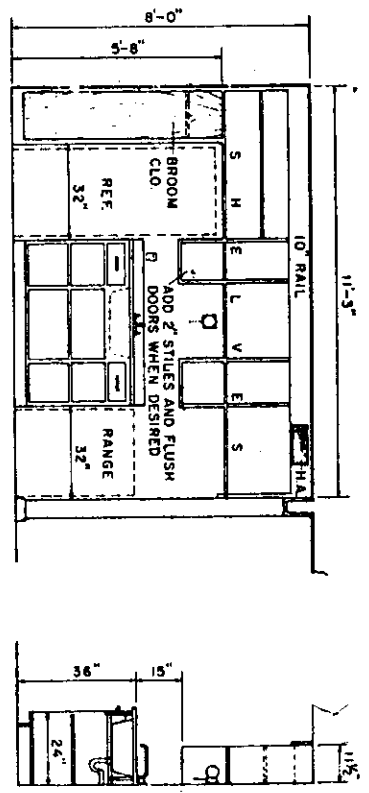 8'-0"
5'-8"
11'-3"
10" RAIL
H.A.
S H E L V E S
BROOM
CLO.
REF.
32"
ADD 2" STILES AND FLUSH
DOORS WHEN DESIRED
RANGE
32"
36"
15"
24"
11½"